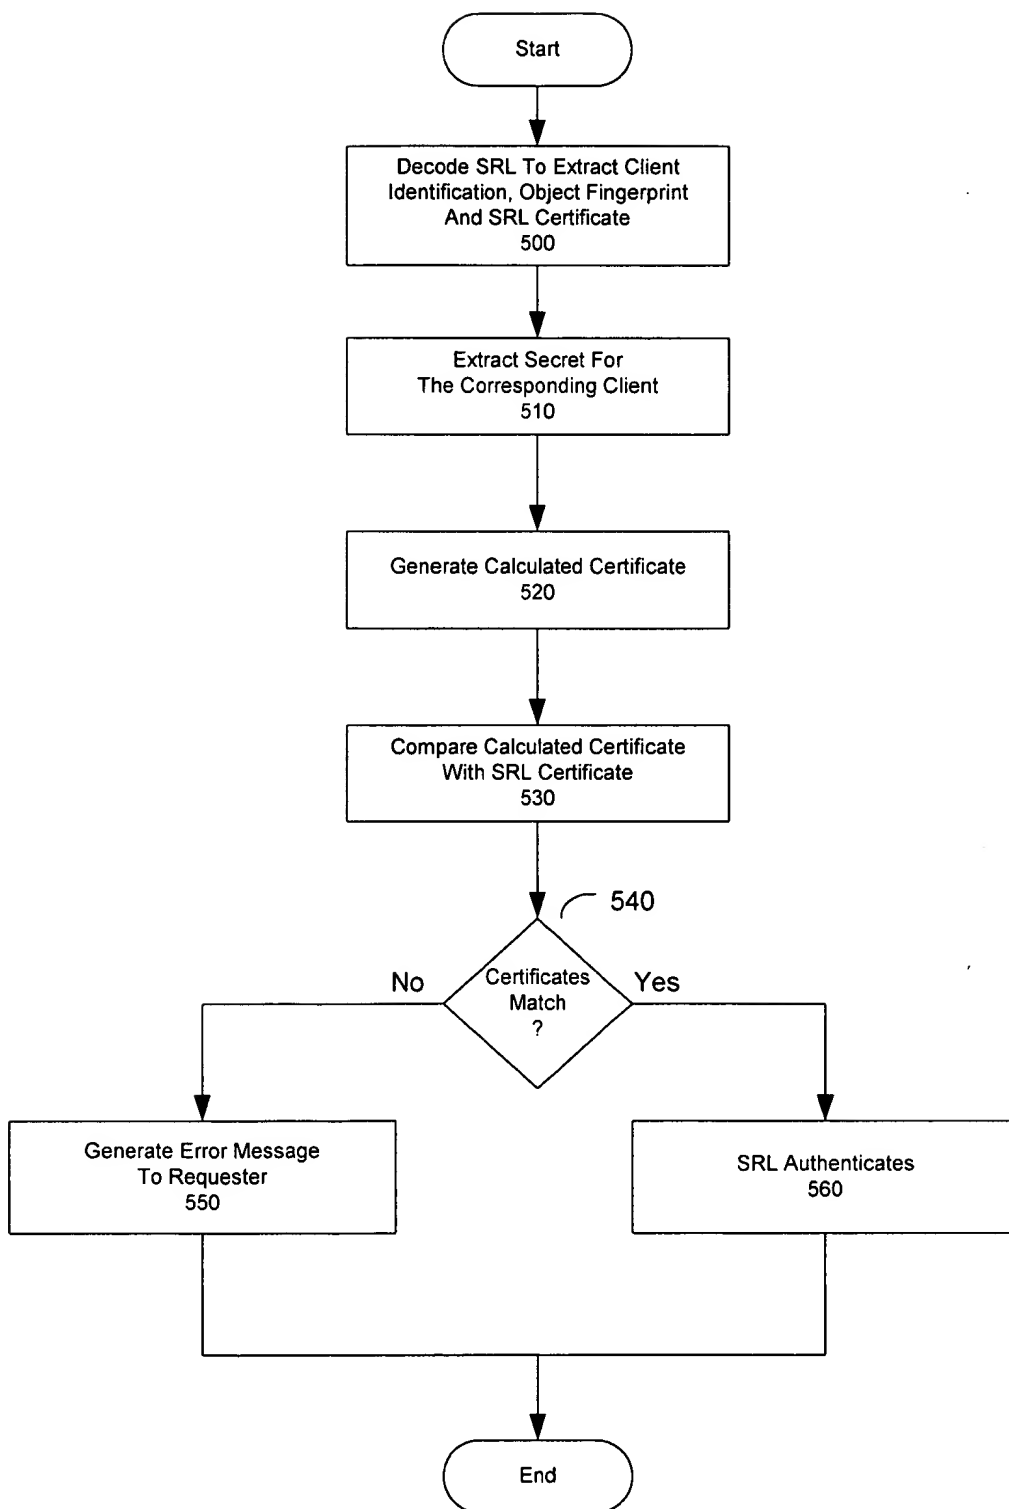 Start
Decode SRL To Extract Client
Identification, Object Fingerprint
And SRL Certificate
500
Extract Secret For
The Corresponding Client
510
Generate Calculated Certificate
520
Compare Calculated Certificate
With SRL Certificate
530
540
No
Certificates
Match
?
Yes
Generate Error Message
To Requester
550
SRL Authenticates
560
End